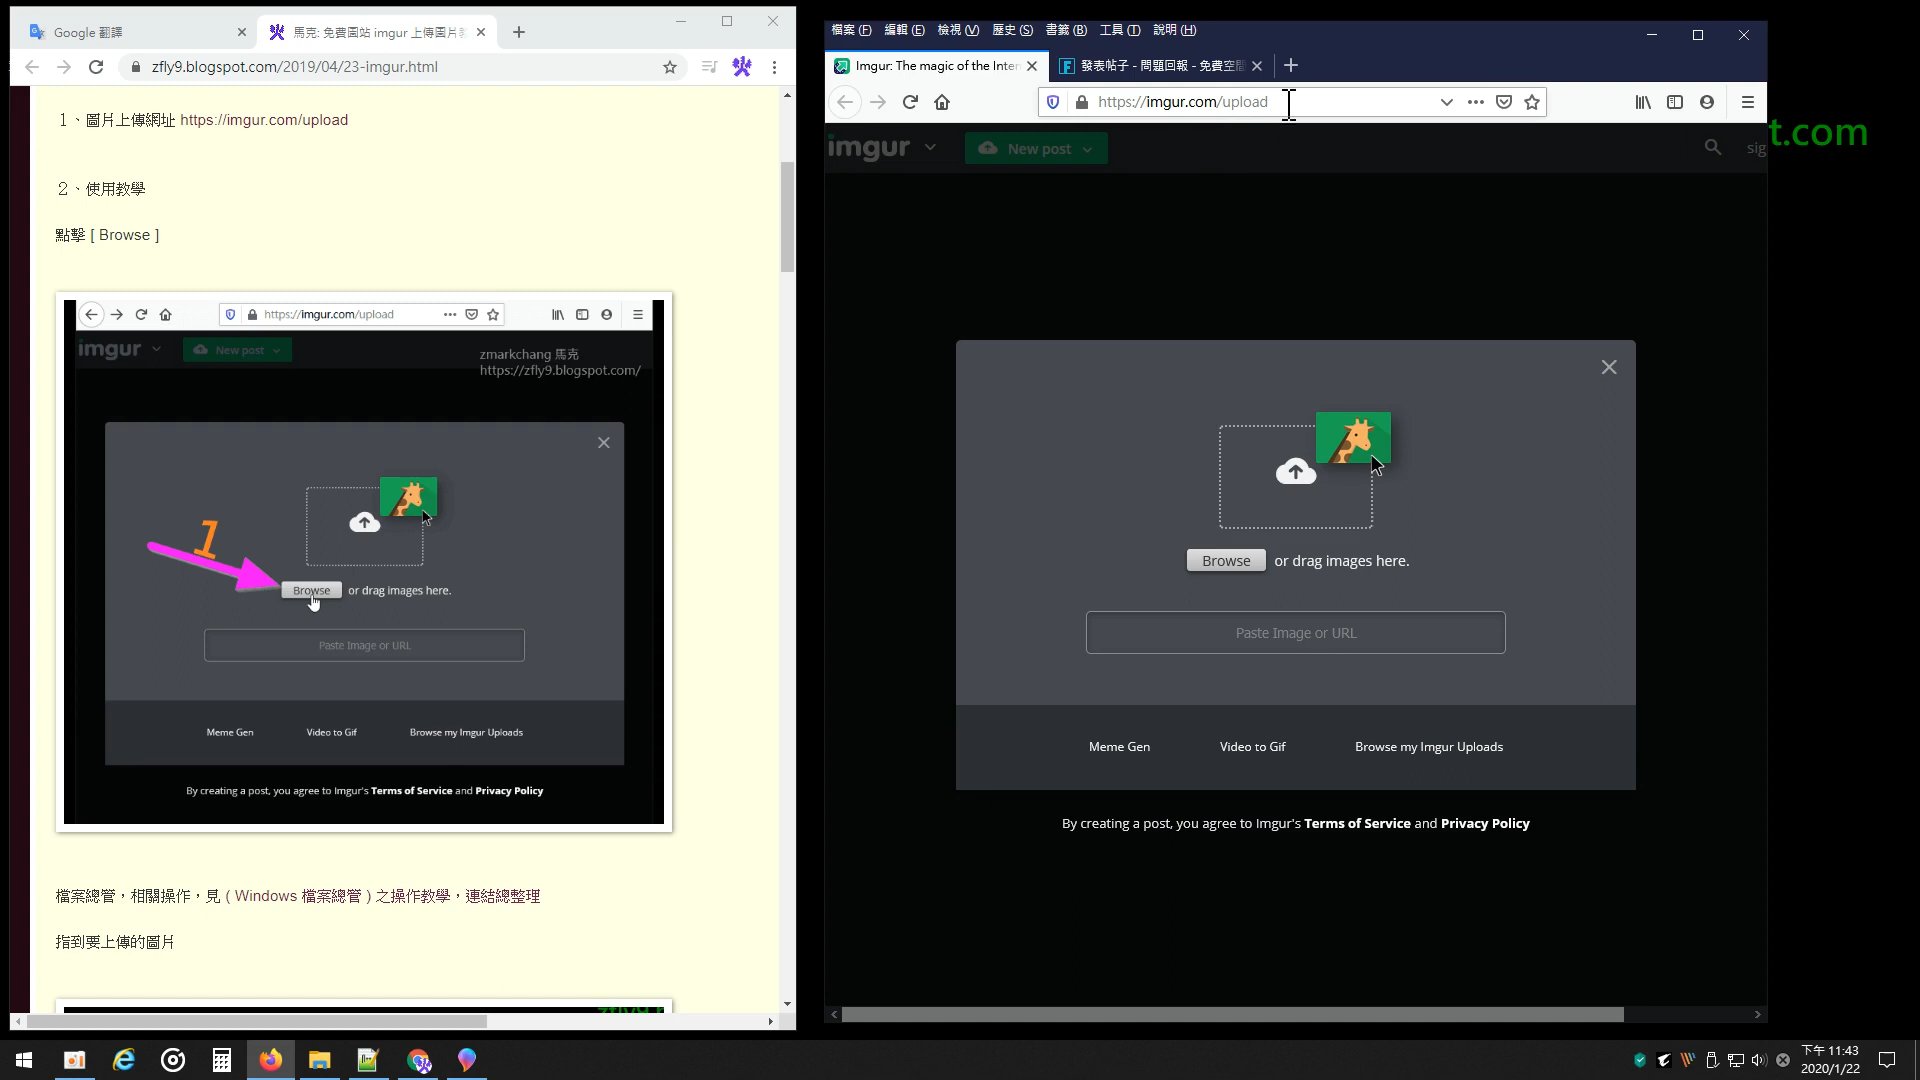 Google 翻譯
馬克: 免費圖站 imgur 上傳圖片
zfly9.blogspot.com/2019/04/23-imgur.html
1、圖片上傳網址 https://imgur.com/upload
2、使用教學
點擊 [ Browse ]
https://imgur.com/upload
imgur
New post
zmarkchang 馬克
https://zfly9.blogspot.com/
1
Browse
or drag images here.
Paste Image or URL
Meme Gen
Video to Gif
Browse my Imgur Uploads
By creating a post, you agree to Imgur's Terms of Service and Privacy Policy
檔案總管，相關操作，見 ( Windows 檔案總管 ) 之操作教學，連結總整理
指到要上傳的圖片
檔案 (F) 編輯 (E) 檢視 (V) 歷史 (S) 書籤 (B) 工具 (T) 說明 (H)
Imgur: The magic of the Inter
發表帖子 - 問題回報 - 免費空間
https://imgur.com/upload
t.com
imgur
New post
sig
Browse
or drag images here.
Paste Image or URL
Meme Gen
Video to Gif
Browse my Imgur Uploads
By creating a post, you agree to Imgur's Terms of Service and Privacy Policy
下午 11:43
2020/1/22